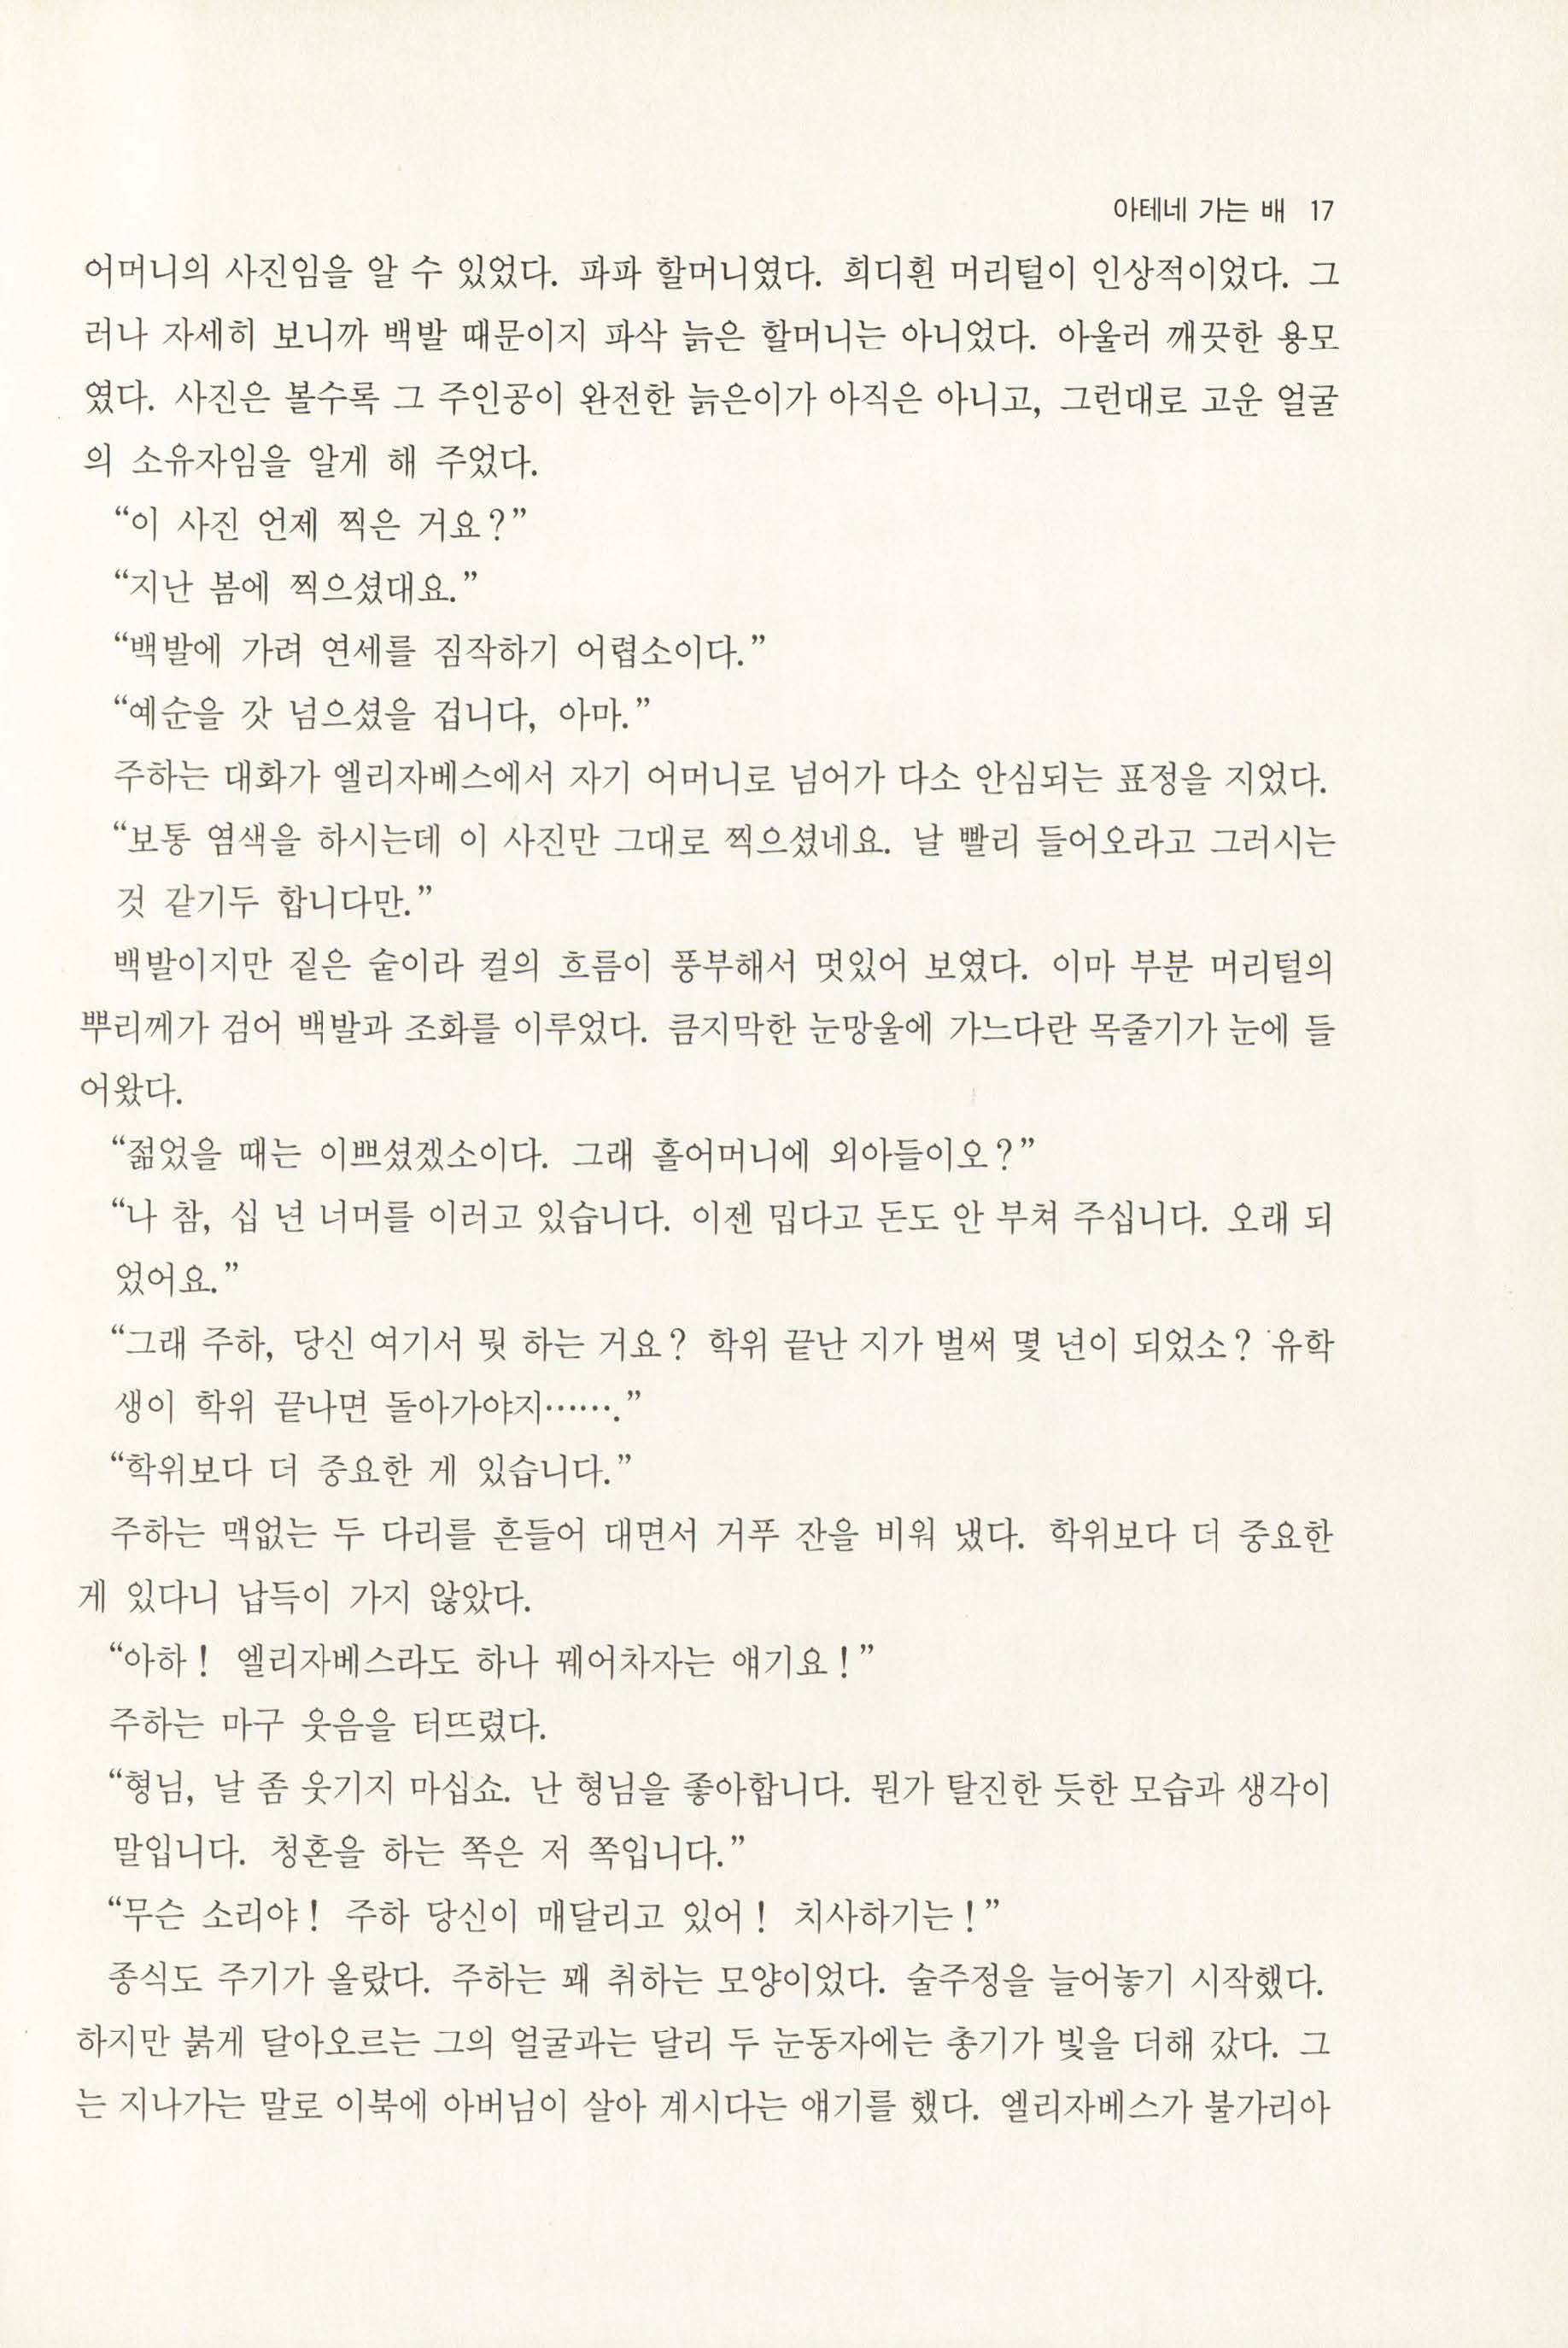 아테네 가는 배 17
어머니의 사진임을 알 수 있었다. 파파 할머니였다. 희디흰 머리털이 인상적이었다. 그
러나 자세히 보니까 백발 때문이지 파삭 늙은 할머니는 아니었다. 아울러 깨끗한 용모
였다. 사진은 볼수록 그 주인공이 완전한 늙은이가 아직은 아니고, 그런대로 고운 얼굴
의 소유자임을 알게 해 주었다.
“이 사진 언제 찍은 거요?”
“지난 봄에 찍으셨대요.”
“백발에 가려 연세를 짐작하기 어렵소이다.”
“예순을 갓 넘으셨을 겁니다, 아마.”
주하는 대화가 엘리자베스에서 자기 어머니로 넘어가 다소 안심되는 표정을 지었다.
“보통 염색을 하시는데 이 사진만 그대로 찍으셨네요. 날 빨리 들어오라고 그러시는
것 같기두 합니다만.”
백발이지만 짙은 숱이라 컬의 흐름이 풍부해서 멋있어 보였다. 이마 부분 머리털의
뿌리께가 검어 백발과 조화를 이루었다. 큼지막한 눈망울에 가느다란 목줄기가 눈에 들
어왔다.
“젊었을 때는 이쁘셨겠소이다. 그래 홀어머니에 외아들이오?”
“나 참, 십 년 너머를 이러고 있습니다. 이젠 밉다고 돈도 안 부쳐 주십니다. 오래 되
었어요.”
“그래 주하, 당신 여기서 뭣 하는 거요? 학위 끝난 지가 벌써 몇 년이 되었소? 유학
생이 학위 끝나면 돌아가야지…….”
“학위보다 더 중요한 게 있습니다.”
주하는 맥없는 두 다리를 흔들어 대면서 거푸 잔을 비워 냈다. 학위보다 더 중요한
게 있다니 납득이 가지 않았다.
“아하! 엘리자베스라도 하나 꿰어차자는 얘기요!”
주하는 마구 웃음을 터뜨렸다.
“형님, 날 좀 웃기지 마십쇼. 난 형님을 좋아합니다. 뭔가 탈진한 듯한 모습과 생각이
말입니다. 청혼을 하는 쪽은 저 쪽입니다.”
“무슨 소리야! 주하 당신이 매달리고 있어! 치사하기는!”
종식도 주기가 올랐다. 주하는 꽤 취하는 모양이었다. 술주정을 늘어놓기 시작했다.
하지만 붉게 달아오르는 그의 얼굴과는 달리 두 눈동자에는 총기가 빛을 더해 갔다. 그
는 지나가는 말로 이북에 아버님이 살아 계시다는 얘기를 했다. 엘리자베스가 불가리아